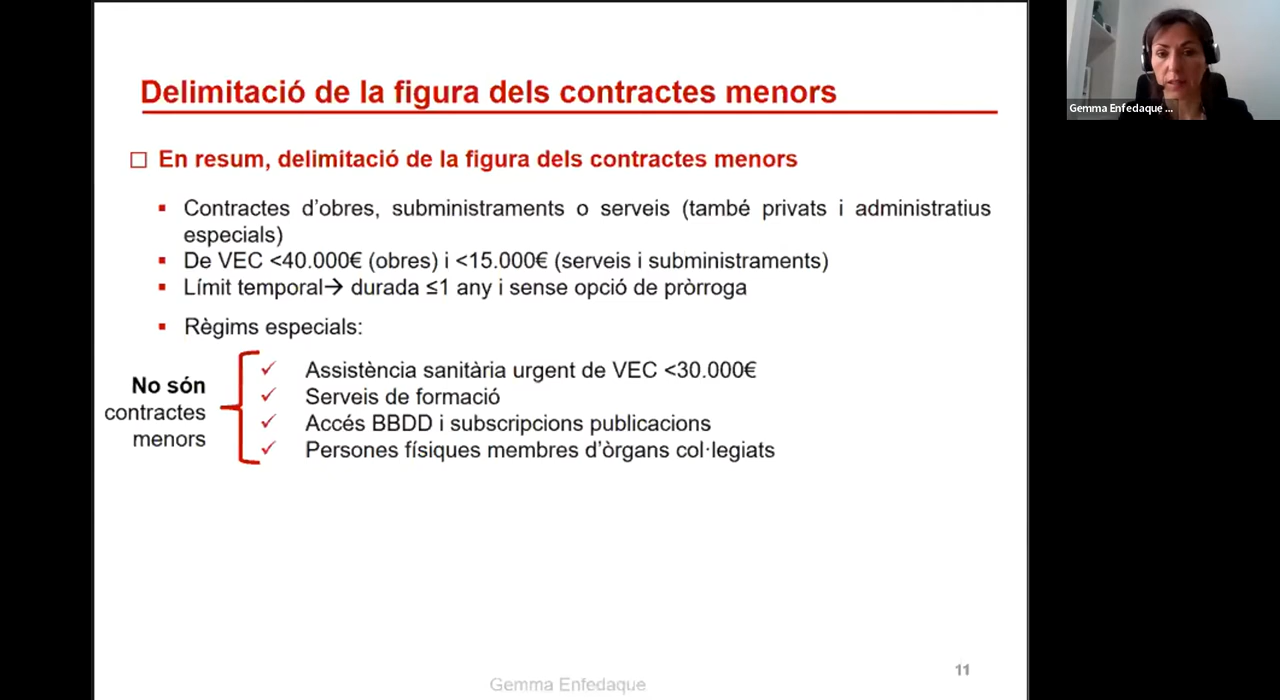 Delimitació de la figura dels contractes menors
□ En resum, delimitació de la figura dels contractes menors
▪ Contractes d'obres, subministraments o serveis (també privats i administratius
especials)
▪ De VEC <40.000€ (obres) i <15.000€ (serveis i subministraments)
▪ Límit temporal→ durada ≤1 any i sense opció de pròrroga
▪ Règims especials:
No són
contractes
menors
✓ Assistència sanitària urgent de VEC <30.000€
✓ Serveis de formació
✓ Accés BBDD i subscripcions publicacions
✓ Persones físiques membres d'òrgans col·legiats
11
Gemma Enfedaque
Gemma Enfedaque ...